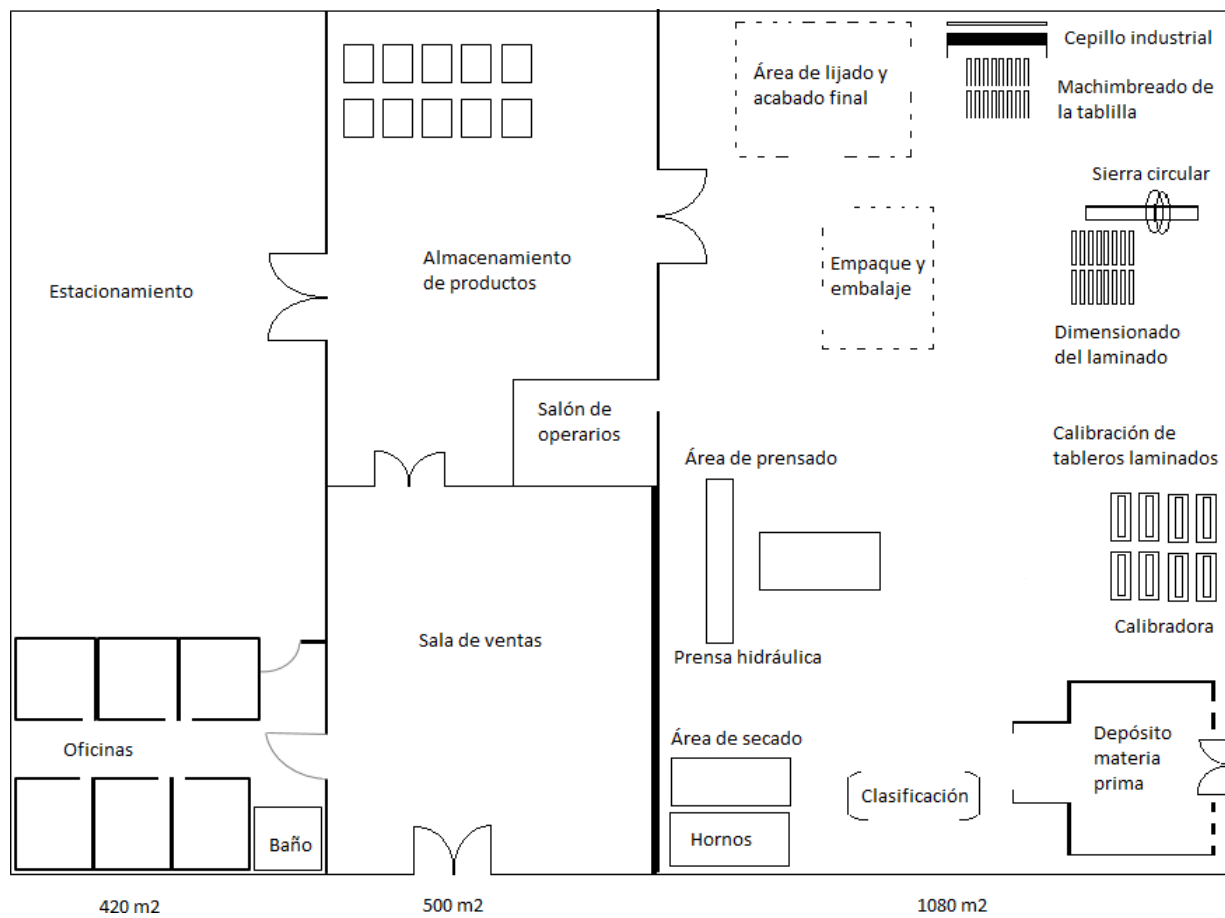 Cepillo industrial
Área de lijado y
acabado final
Machimbreado de
la tablilla
Sierra circular
Almacenamiento
de productos
Empaque y
embalaje
Estacionamiento
Dimensionado
del laminado
Salón de
operarios
Calibración de
tableros laminados
Área de prensado
Calibradora
Sala de ventas
Prensa hidráulica
Oficinas
Área de secado
Depósito
materia
prima
Clasificación
Baño
Hornos
420 m2
500 m2
1080 m2